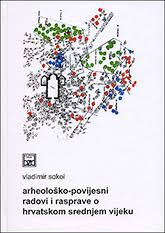 vladimir sokol
arheološko-povijesni
radovi i rasprave o
hrvatskom srednjem vijeku